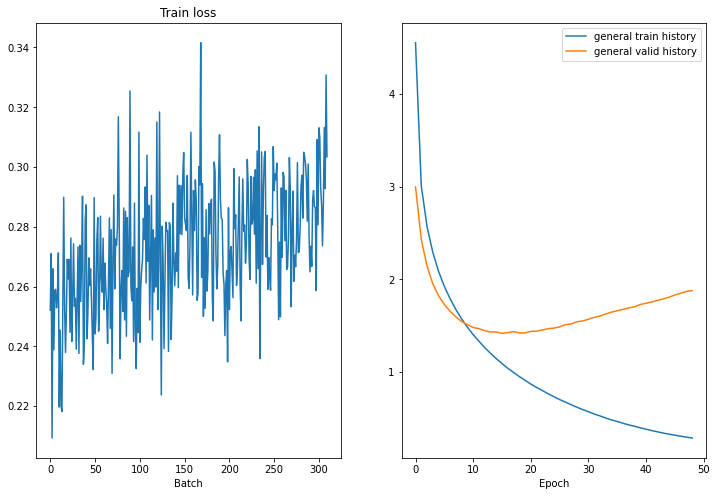 Train loss
0.34
0.32
0.30
0.28
0.26
0.24
0.22
0 50 100 150 200 250 300
Batch
general train history
general valid history
4
3
2
1
0 10 20 30 40 50
Epoch